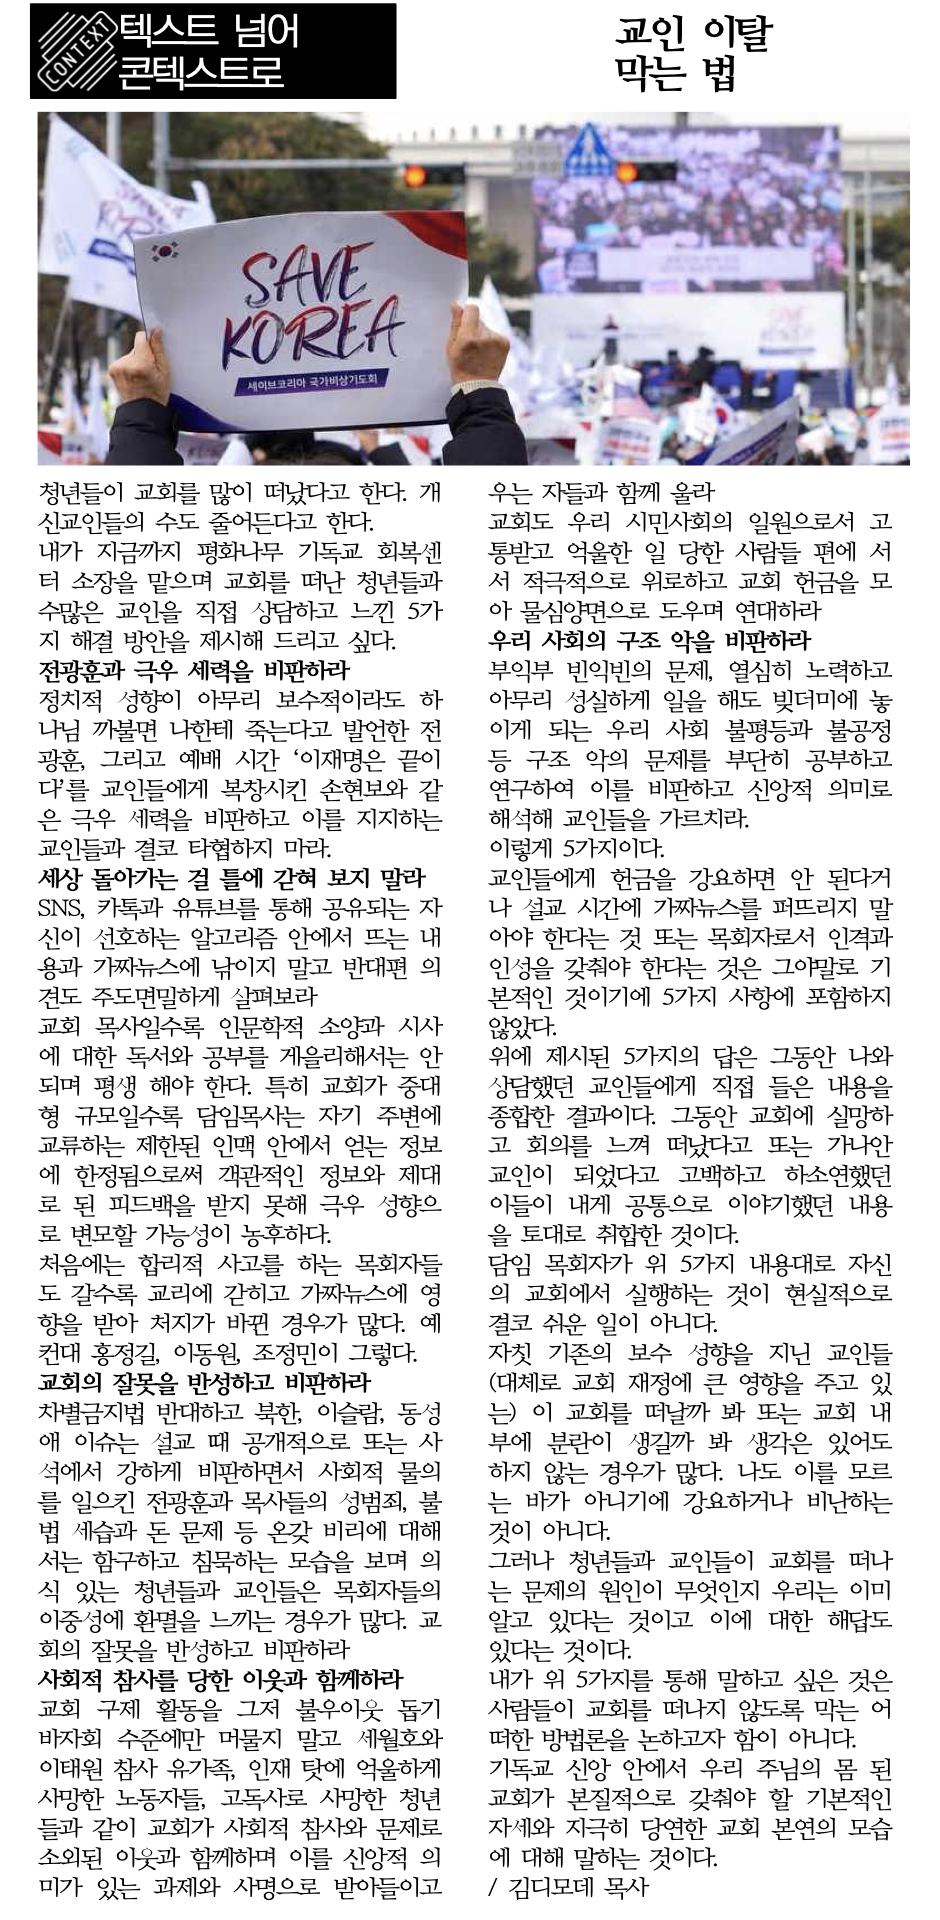 CONTEXT
텍스트 넘어
콘텍스트로
교인 이탈
막는 법
SAVE
KOREA
세이브코리아 국가비상기도회
청년들이 교회를 많이 떠났다고 한다. 개
신교인들의 수도 줄어든다고 한다.
내가 지금까지 평화나무 기독교 회복센
터 소장을 맡으며 교회를 떠난 청년들과
수많은 교인을 직접 상담하고 느낀 5가
지 해결 방안을 제시해 드리고 싶다.
전광훈과 극우 세력을 비판하라
정치적 성향이 아무리 보수적이라도 하
나님 까불면 나한테 죽는다고 발언한 전
광훈, 그리고 예배 시간 ‘이재명은 끝이
다’를 교인들에게 복창시킨 손현보와 같
은 극우 세력을 비판하고 이를 지지하는
교인들과 결코 타협하지 마라.
세상 돌아가는 걸 틀에 갇혀 보지 말라
SNS, 카톡과 유튜브를 통해 공유되는 자
신이 선호하는 알고리즘 안에서 뜨는 내
용과 가짜뉴스에 낚이지 말고 반대편 의
견도 주도면밀하게 살펴보라
교회 목사일수록 인문학적 소양과 시사
에 대한 독서와 공부를 게을리해서는 안
되며 평생 해야 한다. 특히 교회가 중대
형 규모일수록 담임목사는 자기 주변에
교류하는 제한된 인맥 안에서 얻는 정보
에 한정됨으로써 객관적인 정보와 제대
로 된 피드백을 받지 못해 극우 성향으
로 변모할 가능성이 농후하다.
처음에는 합리적 사고를 하는 목회자들
도 갈수록 교리에 갇히고 가짜뉴스에 영
향을 받아 처지가 바뀐 경우가 많다. 예
컨대 홍정길, 이동원, 조정민이 그렇다.
교회의 잘못을 반성하고 비판하라
차별금지법 반대하고 북한, 이슬람, 동성
애 이슈는 설교 때 공개적으로 또는 사
석에서 강하게 비판하면서 사회적 물의
를 일으킨 전광훈과 목사들의 성범죄, 불
법 세습과 돈 문제 등 온갖 비리에 대해
서는 함구하고 침묵하는 모습을 보며 의
식 있는 청년들과 교인들은 목회자들의
이중성에 환멸을 느끼는 경우가 많다. 교
회의 잘못을 반성하고 비판하라
사회적 참사를 당한 이웃과 함께하라
교회 구제 활동을 그저 불우이웃 돕기
바자회 수준에만 머물지 말고 세월호와
이태원 참사 유가족, 인재 탓에 억울하게
사망한 노동자들, 고독사로 사망한 청년
들과 같이 교회가 사회적 참사와 문제로
소외된 이웃과 함께하며 이를 신앙적 의
미가 있는 과제와 사명으로 받아들이고
우는 자들과 함께 울라
교회도 우리 시민사회의 일원으로서 고
통받고 억울한 일 당한 사람들 편에 서
서 적극적으로 위로하고 교회 헌금을 모
아 물심양면으로 도우며 연대하라
우리 사회의 구조 악을 비판하라
부익부 빈익빈의 문제, 열심히 노력하고
아무리 성실하게 일을 해도 빚더미에 놓
이게 되는 우리 사회 불평등과 불공정
등 구조 악의 문제를 부단히 공부하고
연구하여 이를 비판하고 신앙적 의미로
해석해 교인들을 가르치라.
이렇게 5가지이다.
교인들에게 헌금을 강요하면 안 된다거
나 설교 시간에 가짜뉴스를 퍼뜨리지 말
아야 한다는 것 또는 목회자로서 인격과
인성을 갖춰야 한다는 것은 그야말로 기
본적인 것이기에 5가지 사항에 포함하지
않았다.
위에 제시된 5가지의 답은 그동안 나와
상담했던 교인들에게 직접 들은 내용을
종합한 결과이다. 그동안 교회에 실망하
고 회의를 느껴 떠났다고 또는 가나안
교인이 되었다고 고백하고 하소연했던
이들이 내게 공통으로 이야기했던 내용
을 토대로 취합한 것이다.
담임 목회자가 위 5가지 내용대로 자신
의 교회에서 실행하는 것이 현실적으로
결코 쉬운 일이 아니다.
자칫 기존의 보수 성향을 지닌 교인들
(대체로 교회 재정에 큰 영향을 주고 있
는) 이 교회를 떠날까 봐 또는 교회 내
부에 분란이 생길까 봐 생각은 있어도
하지 않는 경우가 많다. 나도 이를 모르
는 바가 아니기에 강요하거나 비난하는
것이 아니다.
그러나 청년들과 교인들이 교회를 떠나
는 문제의 원인이 무엇인지 우리는 이미
알고 있다는 것이고 이에 대한 해답도
있다는 것이다.
내가 위 5가지를 통해 말하고 싶은 것은
사람들이 교회를 떠나지 않도록 막는 어
떠한 방법론을 논하고자 함이 아니다.
기독교 신앙 안에서 우리 주님의 몸 된
교회가 본질적으로 갖춰야 할 기본적인
자세와 지극히 당연한 교회 본연의 모습
에 대해 말하는 것이다.
/ 김디모데 목사